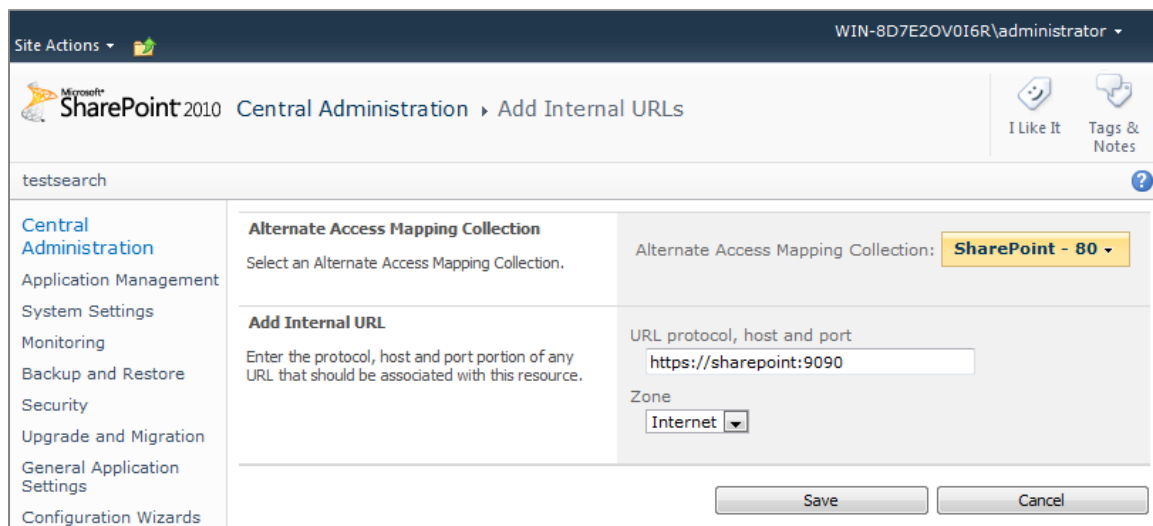 WIN-8D7E2OV0I6R\administrator
Site Actions
Microsoft
SharePoint 2010 Central Administration Add Internal URLs
I Like It
Tags &
Notes
testsearch
Central
Administration
Application Management
System Settings
Monitoring
Backup and Restore
Security
Upgrade and Migration
General Application
Settings
Configuration Wizards
Alternate Access Mapping Collection
Select an Alternate Access Mapping Collection.
Alternate Access Mapping Collection: SharePoint - 80
Add Internal URL
Enter the protocol, host and port portion of any
URL that should be associated with this resource.
URL protocol, host and port
https://sharepoint:9090
Zone
Internet
Save
Cancel